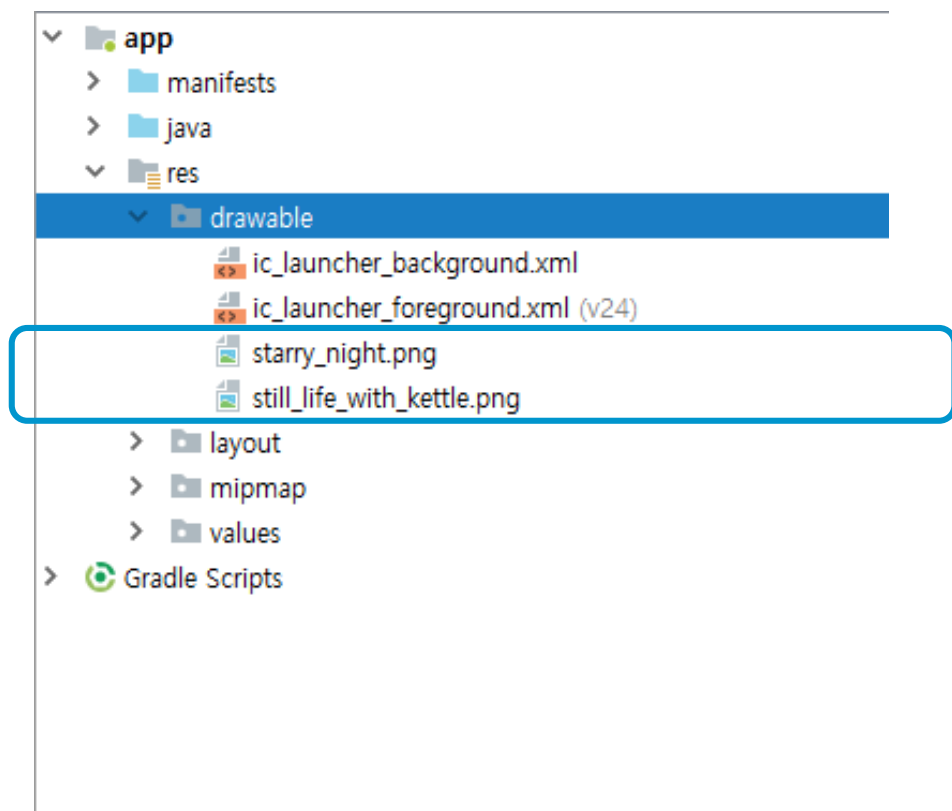 app
manifests
java
res
drawable
ic_launcher_background.xml
ic_launcher_foreground.xml (v24)
starry_night.png
still_life_with_kettle.png
layout
mipmap
values
Gradle Scripts